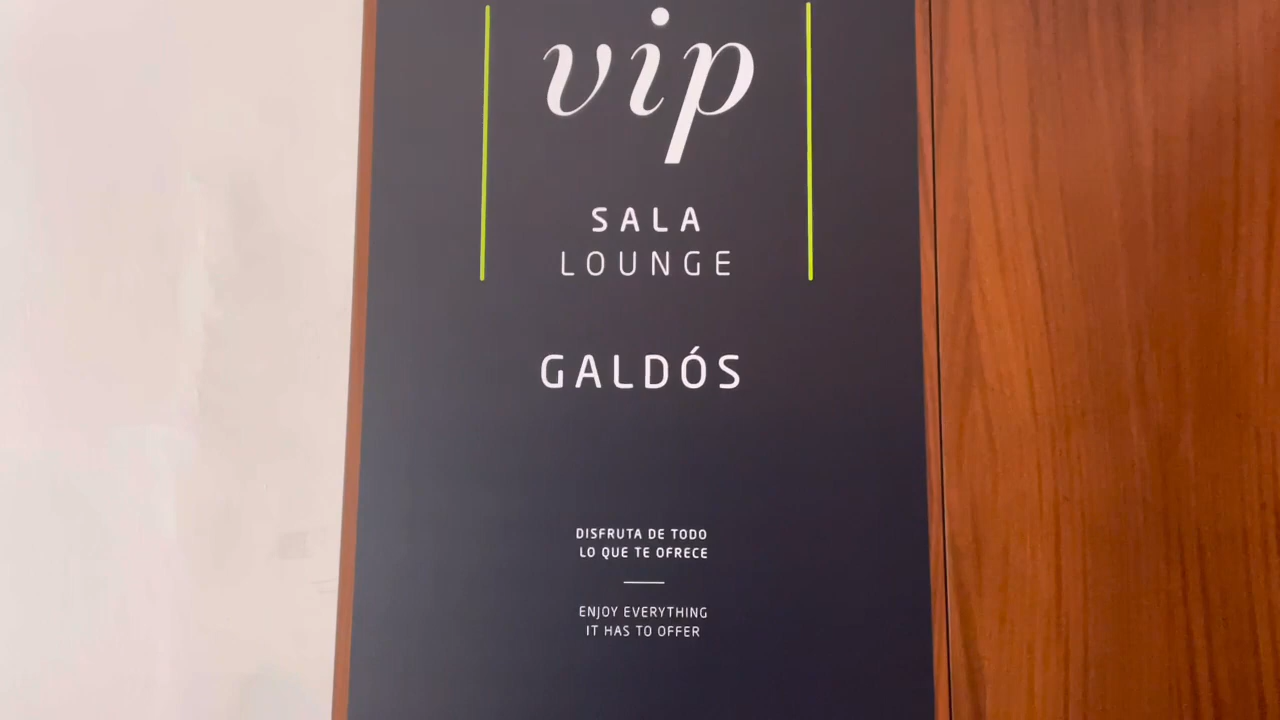 vip
SALA
LOUNGE
GALDÓS
DISFRUTA DE TODO
LO QUE TE OFRECE
ENJOY EVERYTHING
IT HAS TO OFFER